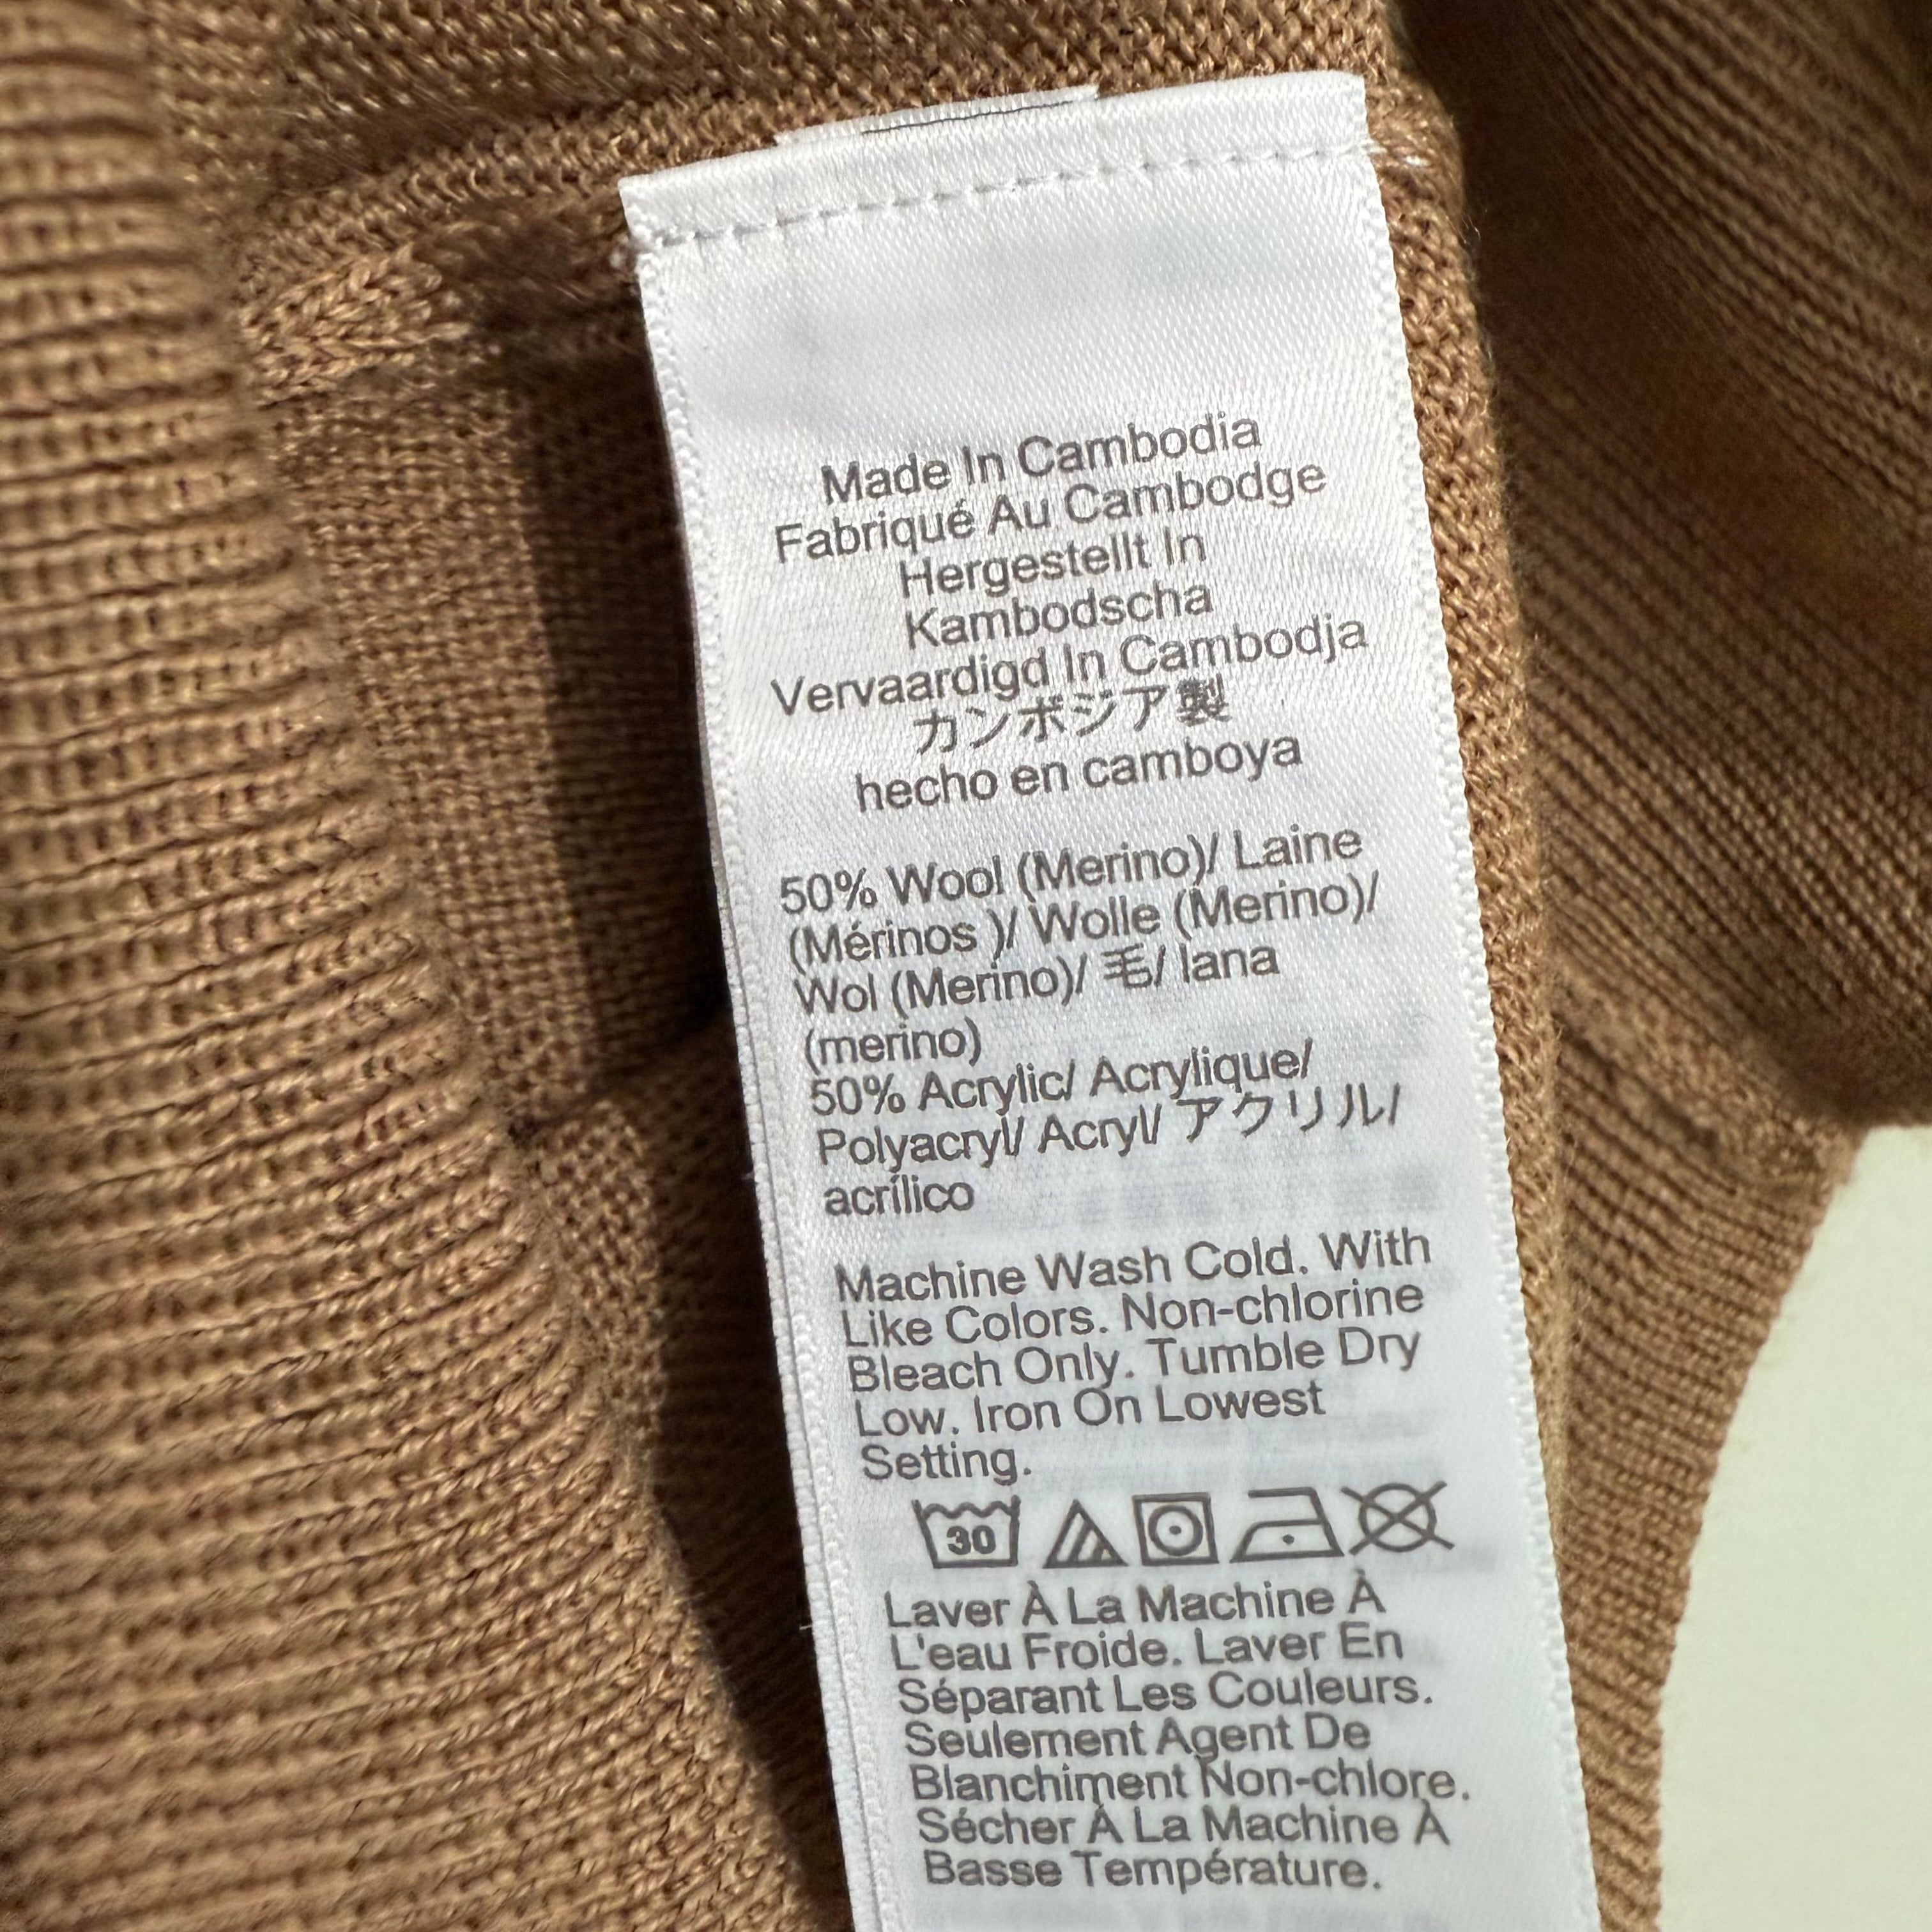 Made In Cambodia
Fabriqué Au Cambodge
Hergestellt In
Kambodscha
Vervaardigd In Cambodja
カンボジア製
hecho en camboya
50% Wool (Merino)/ Laine
(Mérinos )/ Wolle (Merino)/
Wol (Merino)/ 毛/ lana
(merino)
50% Acrylic/ Acrylique/
Polyacryl/ Acryl/ アクリル/
acrílico
Machine Wash Cold. With
Like Colors. Non-chlorine
Bleach Only. Tumble Dry
Low. Iron On Lowest
Setting.
30
Laver À La Machine À
L'eau Froide. Laver En
Séparant Les Couleurs.
Seulement Agent De
Blanchiment Non-chlore.
Sécher À La Machine À
Basse Température.